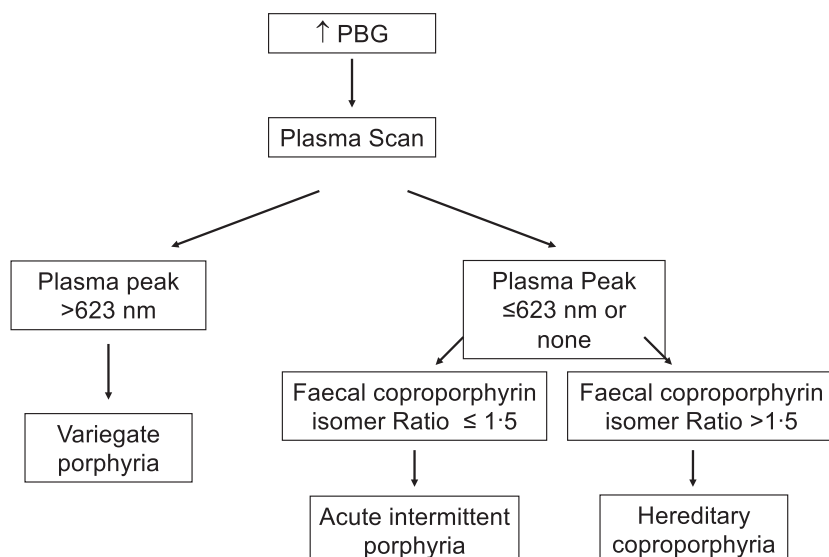 ↑ PBG
Plasma Scan
Plasma peak
>623 nm
Plasma Peak
≤623 nm or
none
Variegate
porphyria
Faecal coproporphyrin
isomer Ratio ≤ 1·5
Faecal coproporphyrin
isomer Ratio >1·5
Acute intermittent
porphyria
Hereditary
coproporphyria